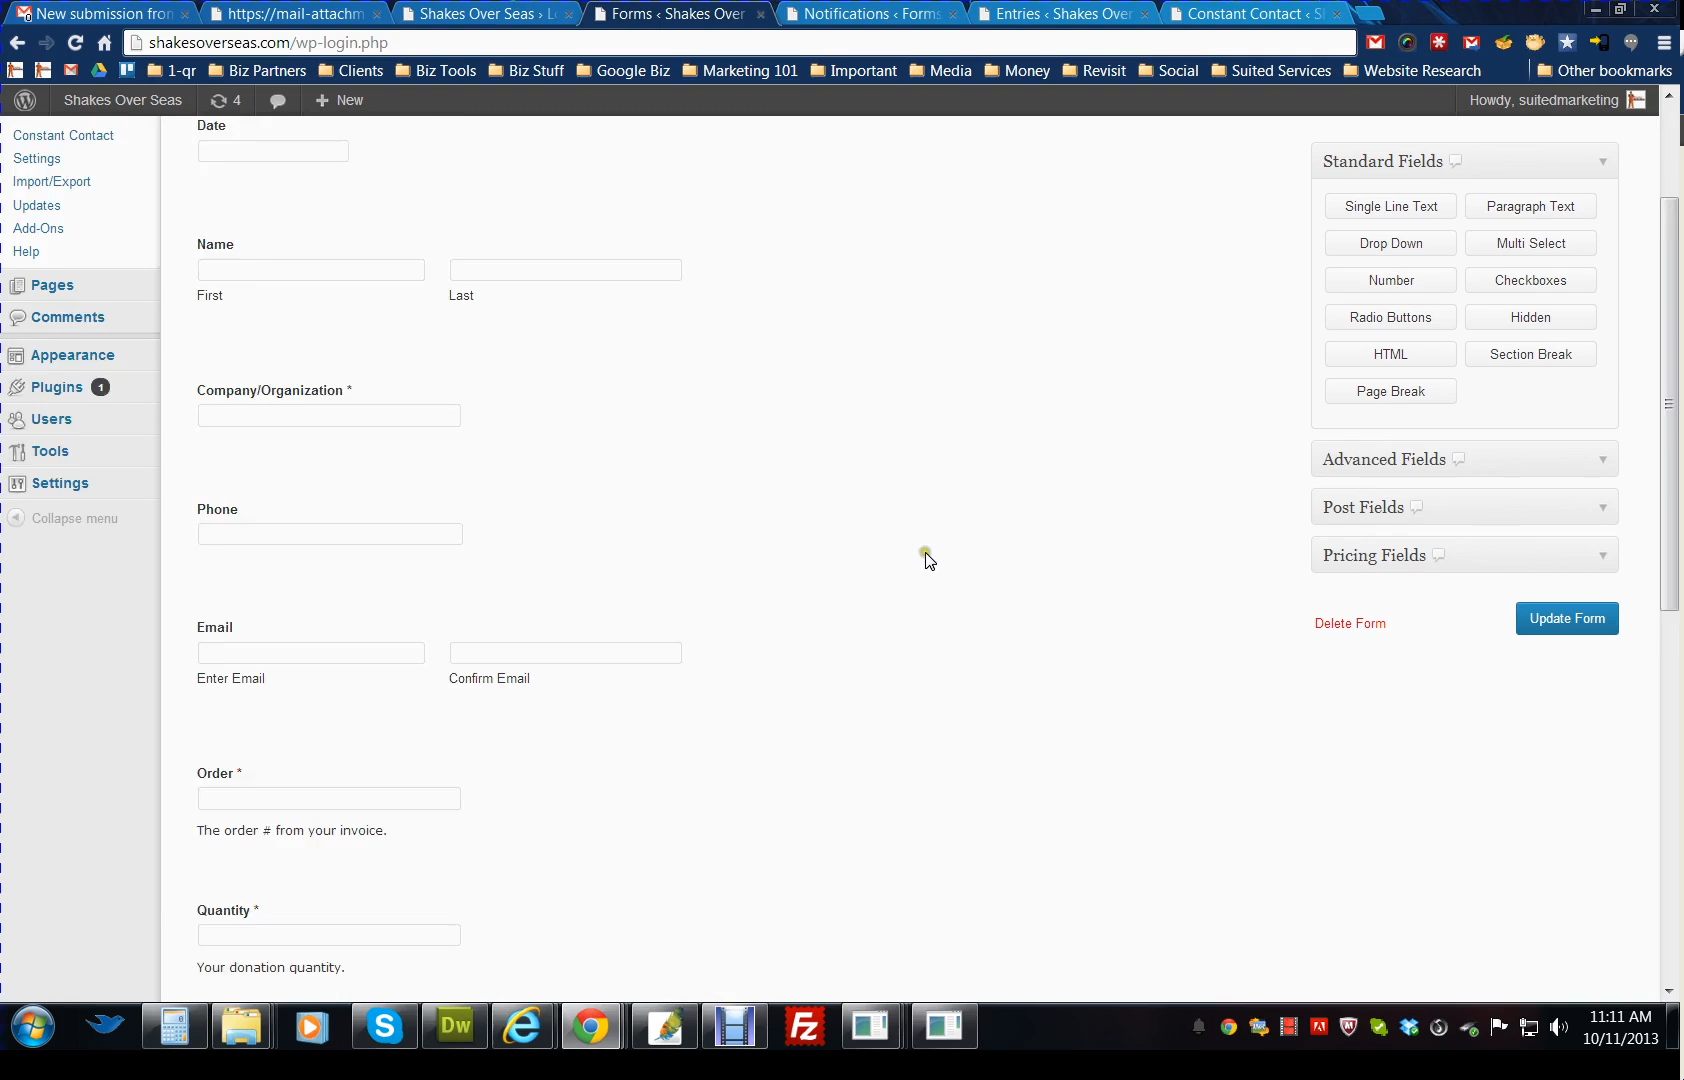 New submission from
https://mail-attachm
Shakes Over Seas › L
Forms ‹ Shakes Over
Notifications ‹ Forms
Entries ‹ Shakes Over
Constant Contact ‹ S
shakesoverseas.com/wp-login.php
1-qr
Biz Partners
Clients
Biz Tools
Biz Stuff
Google Biz
Marketing 101
Important
Media
Money
Revisit
Social
Suited Services
Website Research
Other bookmarks
Shakes Over Seas
4
New
Howdy, suitedmarketing
Constant Contact
Settings
Import/Export
Updates
Add-Ons
Help
Pages
Comments
Appearance
Plugins 1
Users
Tools
Settings
Collapse menu
Date
Name
First
Last
Company/Organization *
Phone
Email
Enter Email
Confirm Email
Order *
The order # from your invoice.
Quantity *
Your donation quantity.
Standard Fields
Single Line Text
Paragraph Text
Drop Down
Multi Select
Number
Checkboxes
Radio Buttons
Hidden
HTML
Section Break
Page Break
Advanced Fields
Post Fields
Pricing Fields
Delete Form
Update Form
Dw
Fz
11:11 AM
10/11/2013